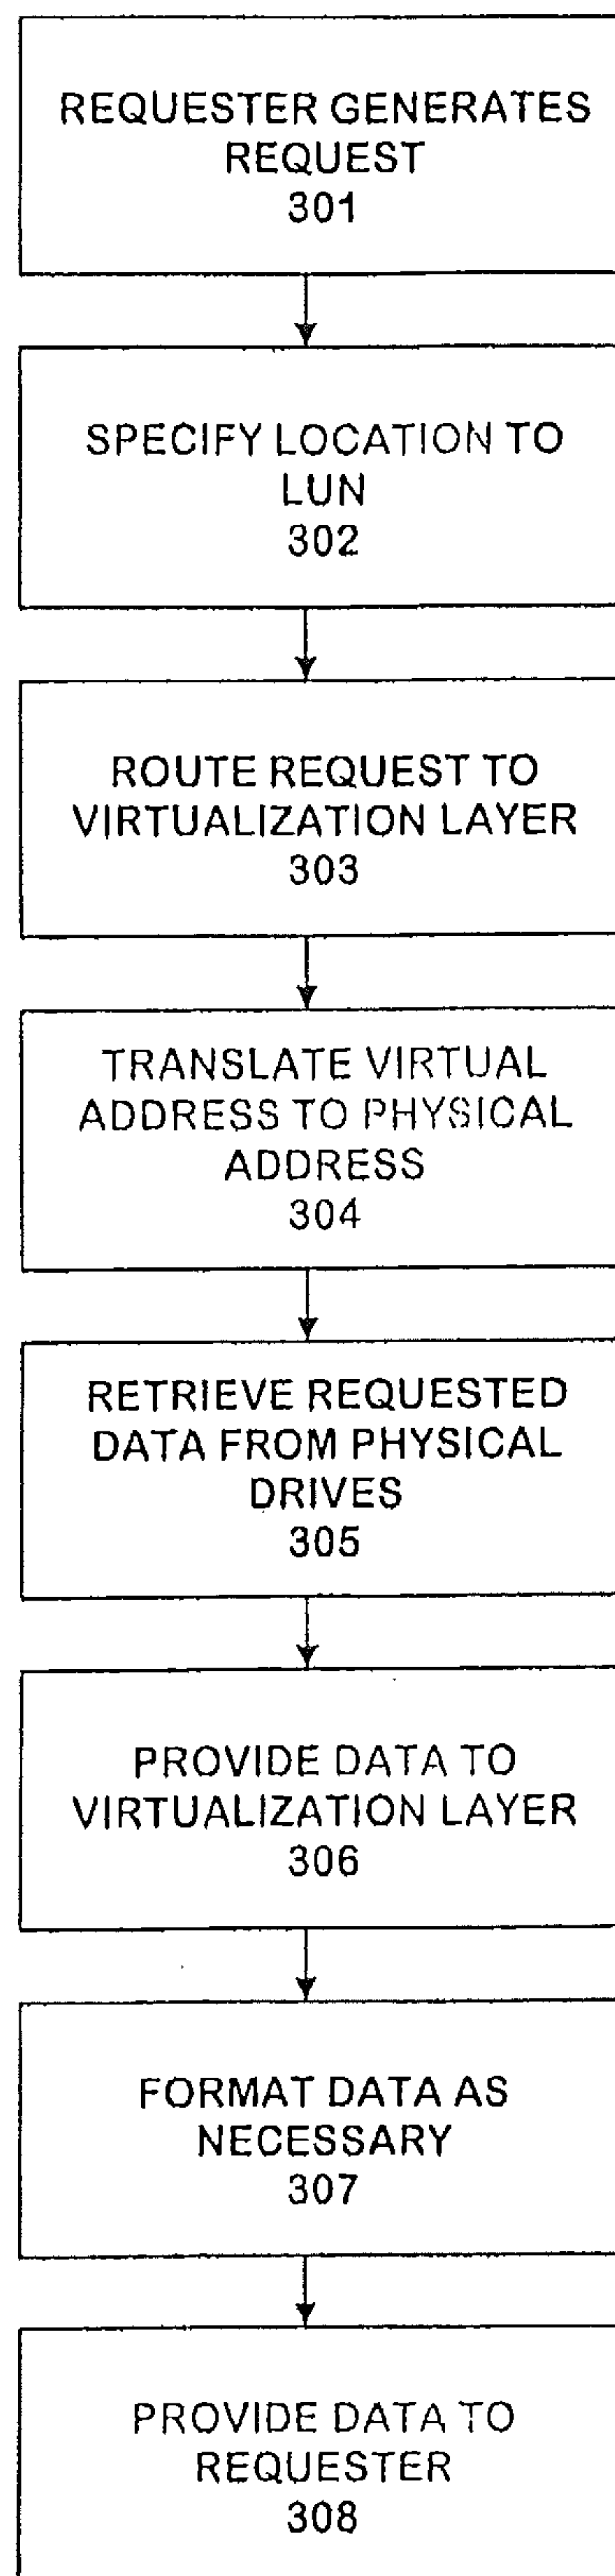 REQUESTER GENERATES
REQUEST
301
SPECIFY LOCATION TO
LUN
302
ROUTE REQUEST TO
VIRTUALIZATION LAYER
303
TRANSLATE VIRTUAL
ADDRESS TO PHYSICAL
ADDRESS
304
RETRIEVE REQUESTED
DATA FROM PHYSICAL
DRIVES
305
PROVIDE DATA TO
VIRTUALIZATION LAYER
306
FORMAT DATA AS
NECESSARY
307
PROVIDE DATA TO
REQUESTER
308